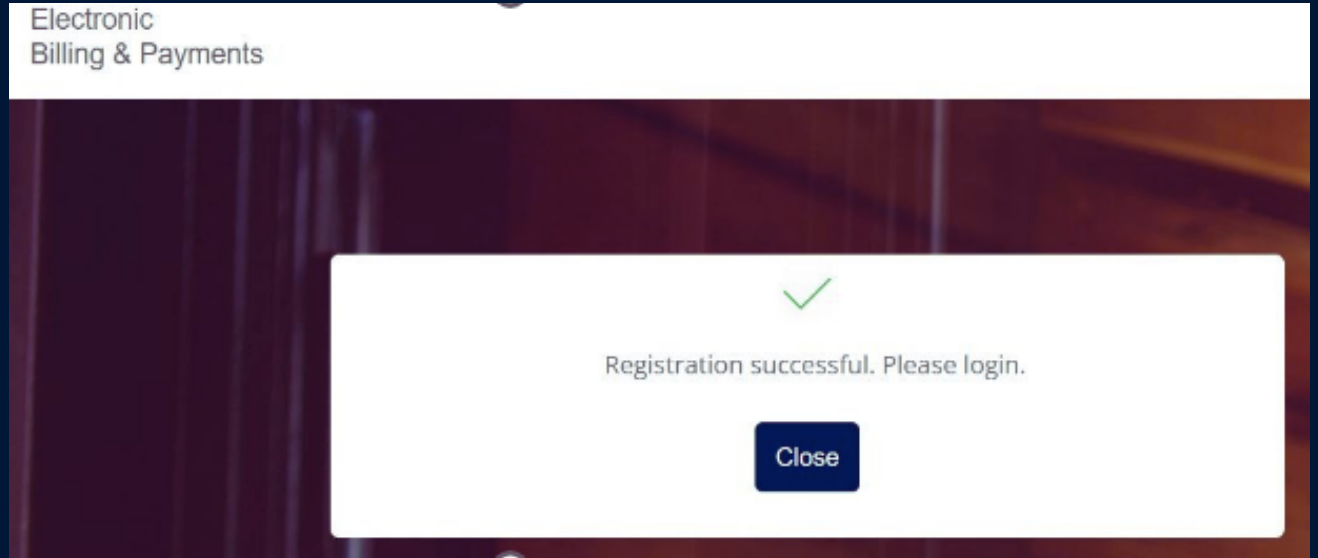 Electronic
Billing & Payments
Registration successful. Please login.
Close